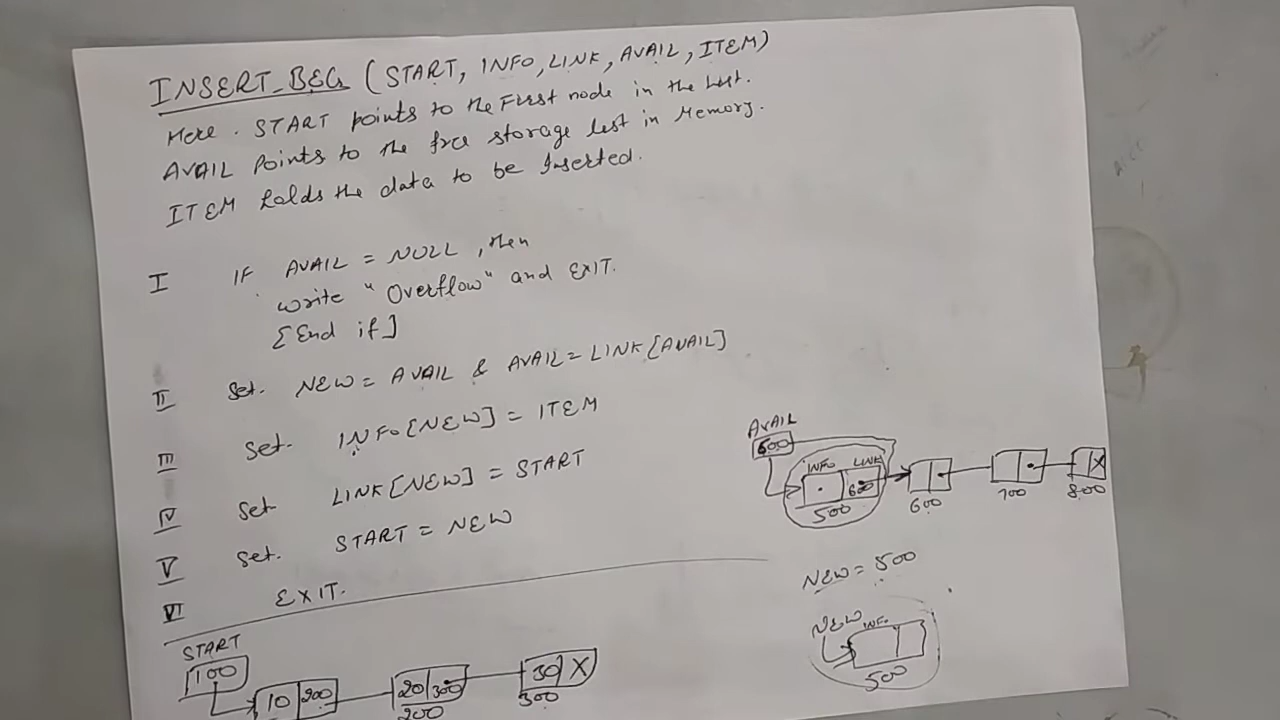 INSERT_BEG (START, INFO, LINK, AVAIL, ITEM)
Here. START points to the First node in the List.
AVAIL Points to the free storage list in Memory.
ITEM holds the data to be Inserted.
I IF AVAIL = NULL, then
write "Overflow" and EXIT.
[End if]
II Set. NEW = AVAIL & AVAIL = LINK[AVAIL]
III Set. INFO[NEW] = ITEM
IV Set LINK[NEW] = START
V Set. START = NEW
VI EXIT.
AVAIL
600
INFO LINK
600 X
500 600 700 800
NEW = 500
NEW INFO
500
START
100
10 200 20 300 30 X
200 300